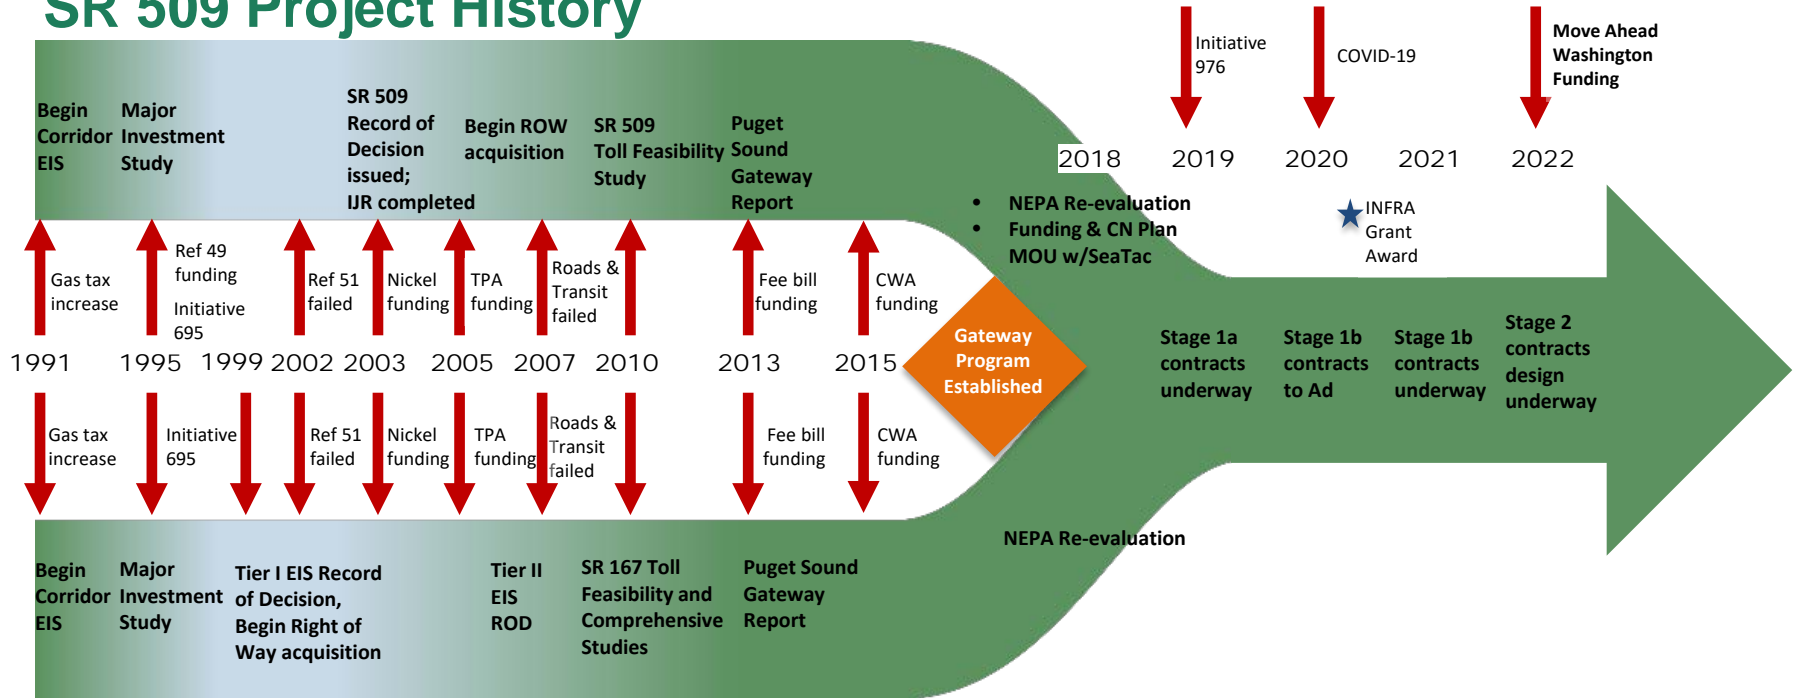 SR 509 Project History
Begin
Corridor
EIS
Major
Investment
Study
SR 509
Record of
Decision
issued;
IJR completed
Begin ROW
acquisition
SR 509
Toll Feasibility
Study
Puget
Sound
Gateway
Report
Initiative
976
COVID-19
Move Ahead
Washington
Funding
2018
2019
2020
2021
2022
• NEPA Re-evaluation
• Funding & CN Plan
MOU w/SeaTac
INFRA
Grant
Award
Gas tax
increase
Ref 49
funding
Initiative
695
Ref 51
failed
Nickel
funding
TPA
funding
Roads &
Transit
failed
Fee bill
funding
CWA
funding
1991
1995
1999
2002
2003
2005
2007
2010
2013
2015
Gateway
Program
Established
Stage 1a
contracts
underway
Stage 1b
contracts
to Ad
Stage 1b
contracts
underway
Stage 2
contracts
design
underway
Gas tax
increase
Initiative
695
Ref 51
failed
Nickel
funding
TPA
funding
Roads &
Transit
failed
Fee bill
funding
CWA
funding
NEPA Re-evaluation
Begin
Corridor
EIS
Major
Investment
Study
Tier I EIS Record
of Decision,
Begin Right of
Way acquisition
Tier II
EIS
ROD
SR 167 Toll
Feasibility and
Comprehensive
Studies
Puget Sound
Gateway
Report